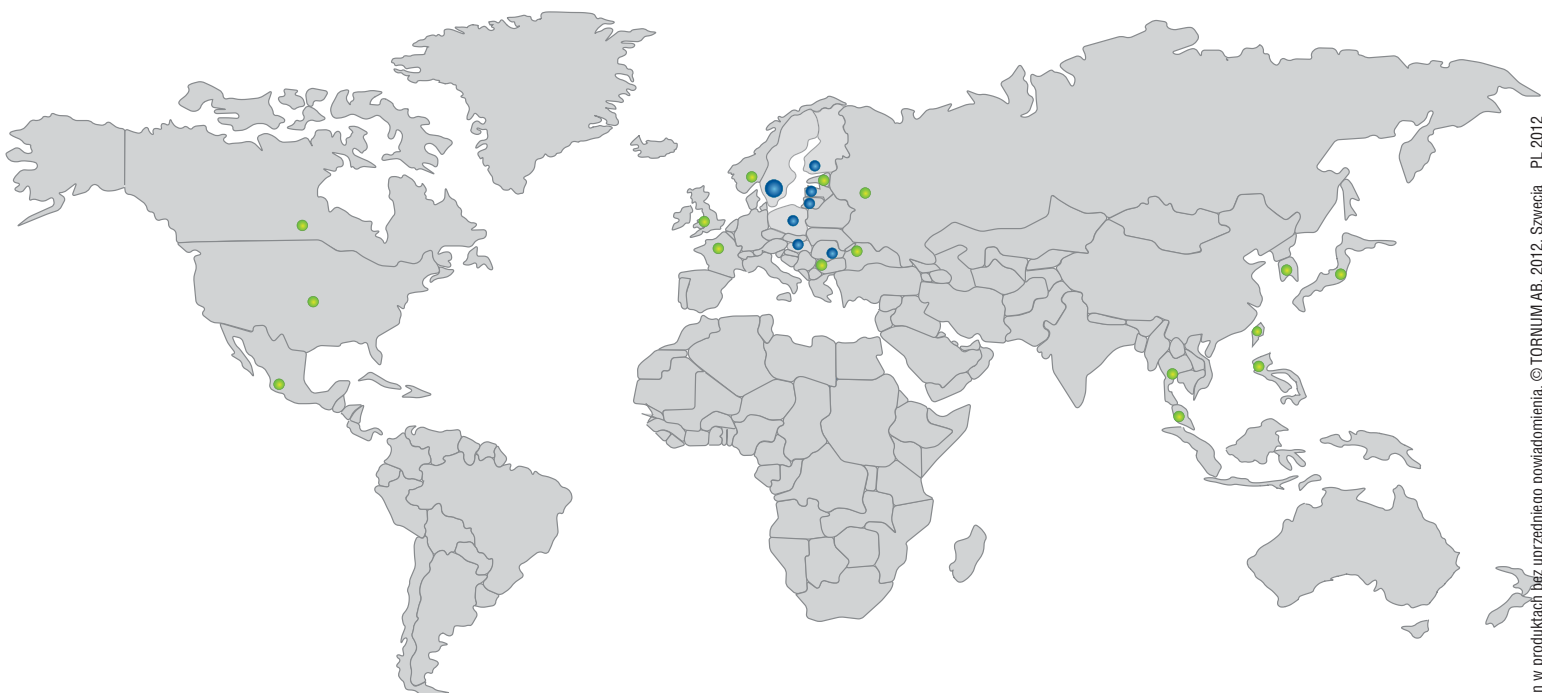 n w produktach bez uprzedniego powiadomienia. © TORNUM AB. 2012. Szwecja PL 2012